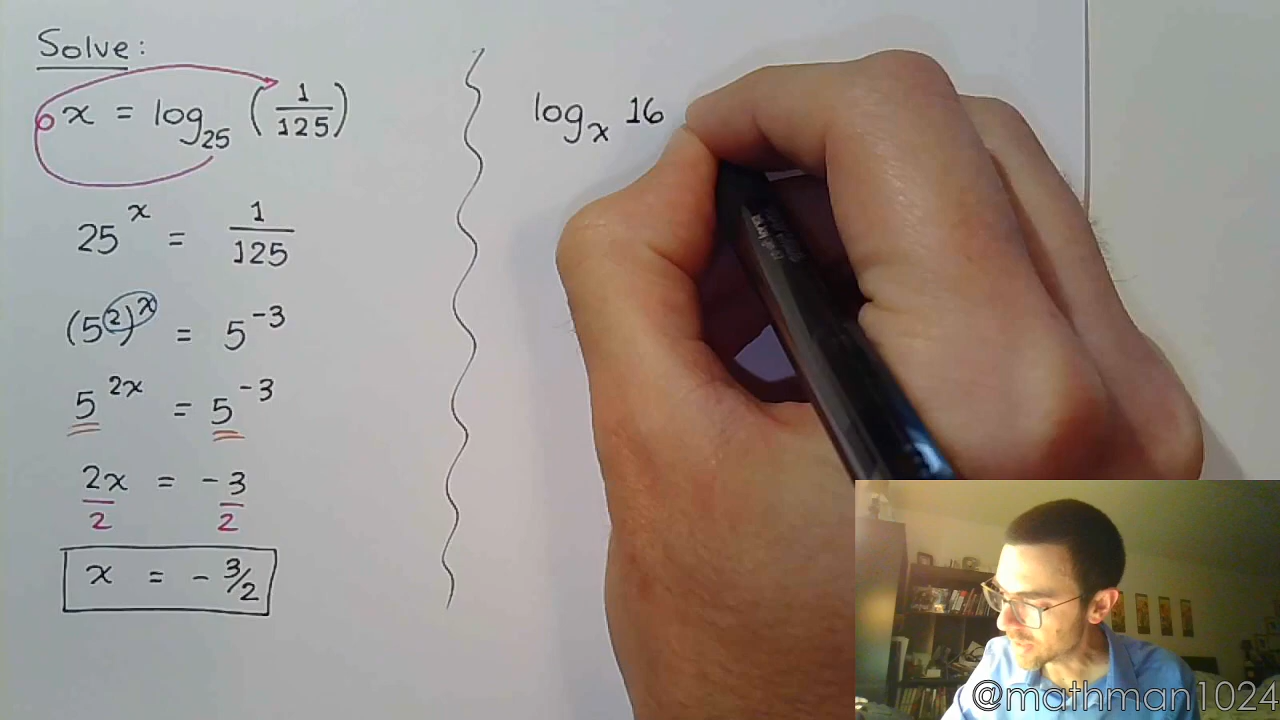 Solve:
x = log₂₅ (1/125)
25^x = 1/125
(5^2)^x = 5^-3
5^2x = 5^-3
2x/2 = -3/2
x = - 3/2
logₓ 16
@mathman1024